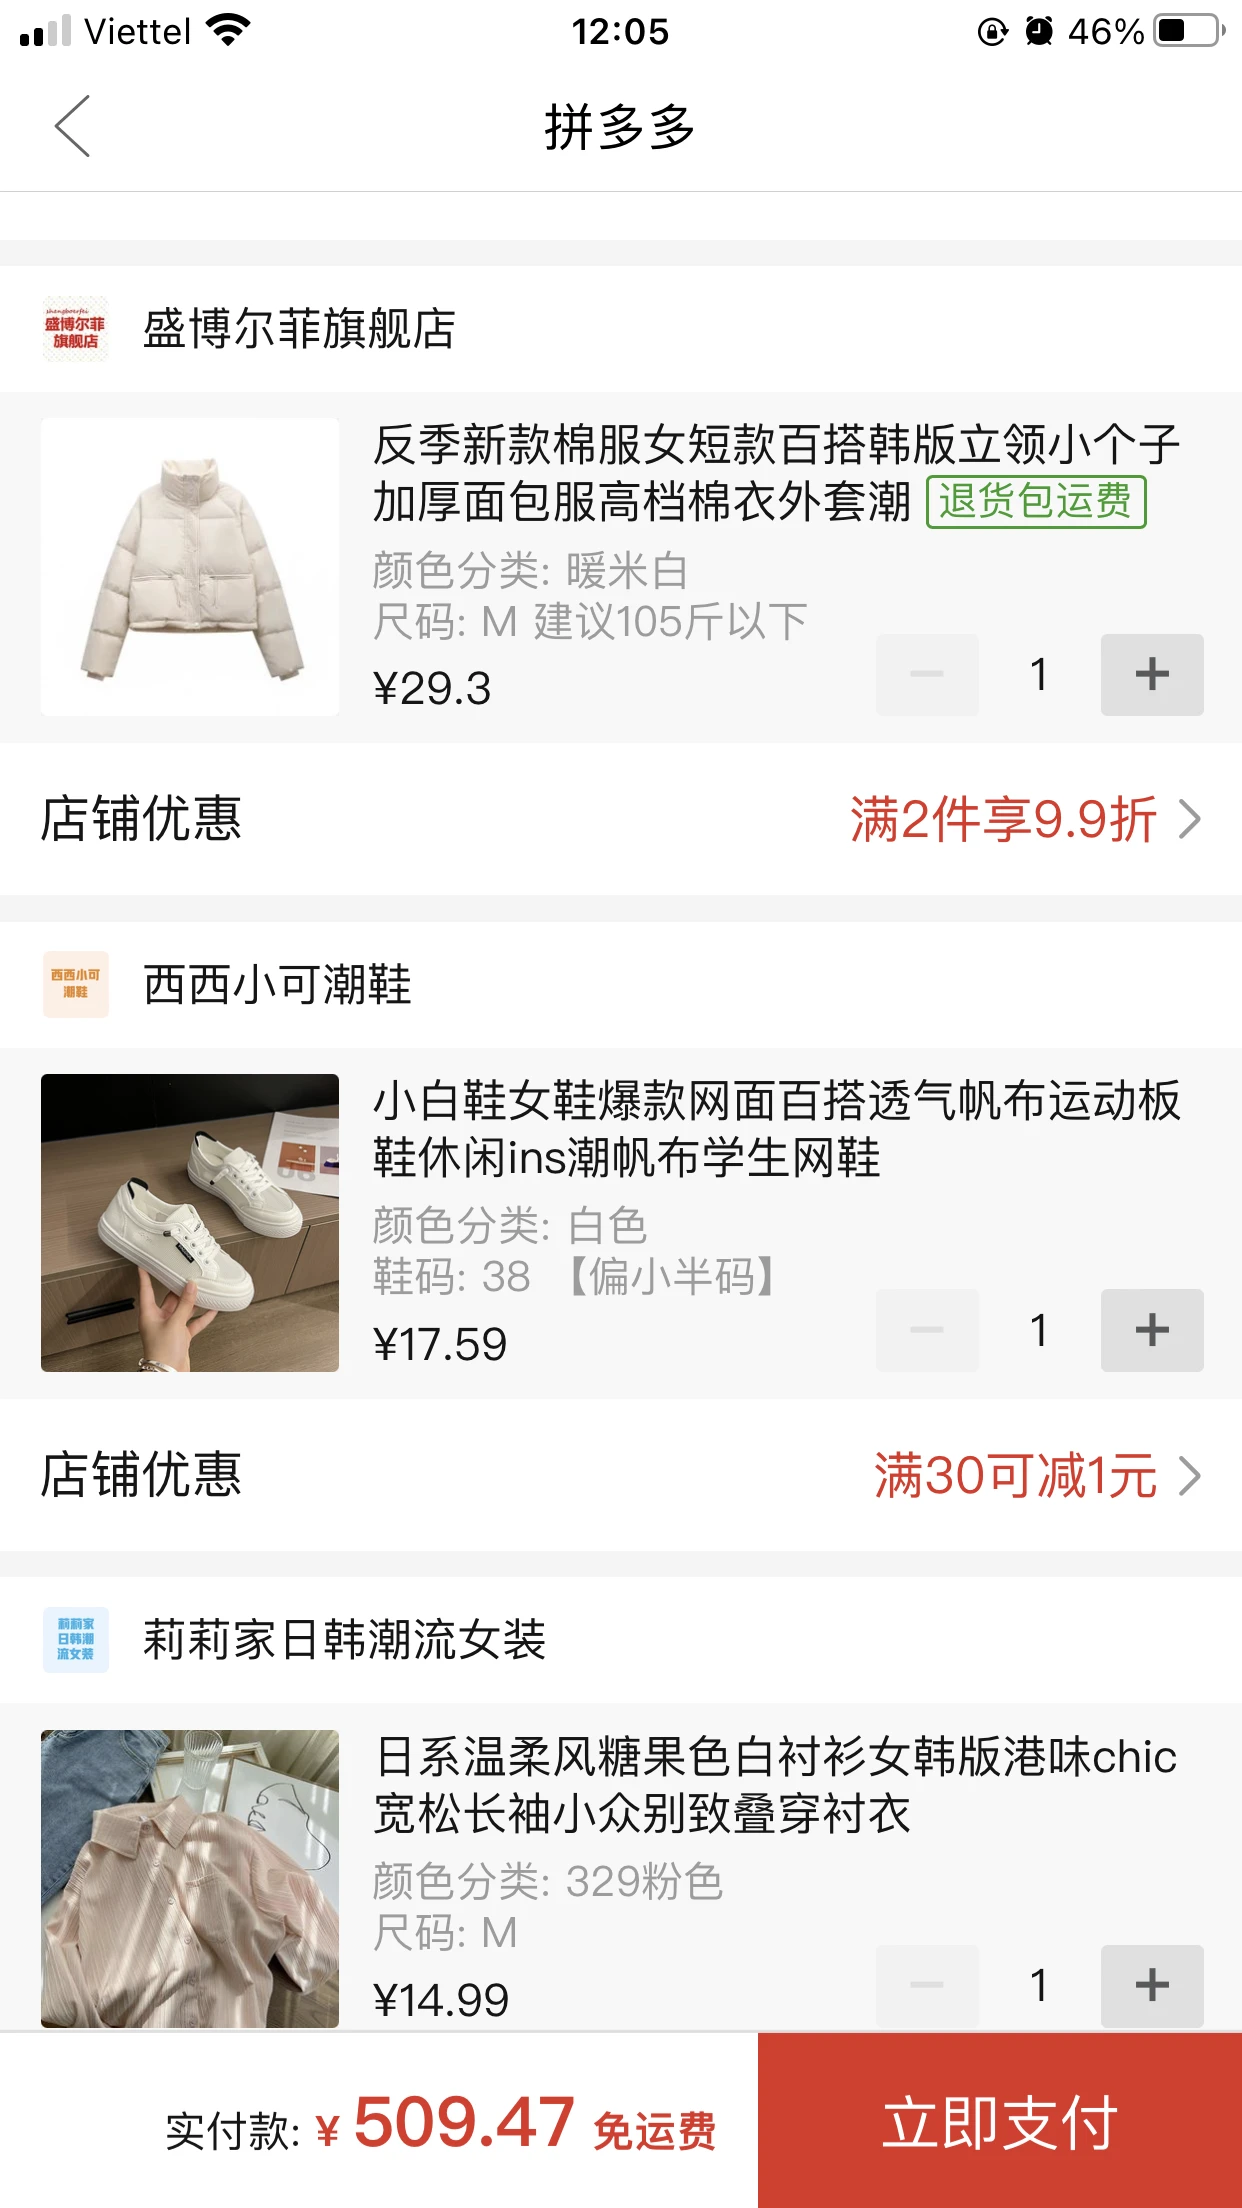 Viettel 12:05 46%
拼多多
shengboerfei
盛博尔菲
旗舰店
盛博尔菲旗舰店
反季新款棉服女短款百搭韩版立领小个子
加厚面包服高档棉衣外套潮 退货包运费
颜色分类: 暖米白
尺码: M 建议105斤以下
¥29.3
1
店铺优惠 满2件享9.9折
西西小可
潮鞋
西西小可潮鞋
小白鞋女鞋爆款网面百搭透气帆布运动板
鞋休闲ins潮帆布学生网鞋
颜色分类: 白色
鞋码: 38 【偏小半码】
¥17.59
1
店铺优惠 满30可减1元
莉莉家
日韩潮
流女装
莉莉家日韩潮流女装
日系温柔风糖果色白衬衫女韩版港味chic
宽松长袖小众别致叠穿衬衣
颜色分类: 329粉色
尺码: M
¥14.99
1
实付款: ¥ 509.47 免运费
立即支付